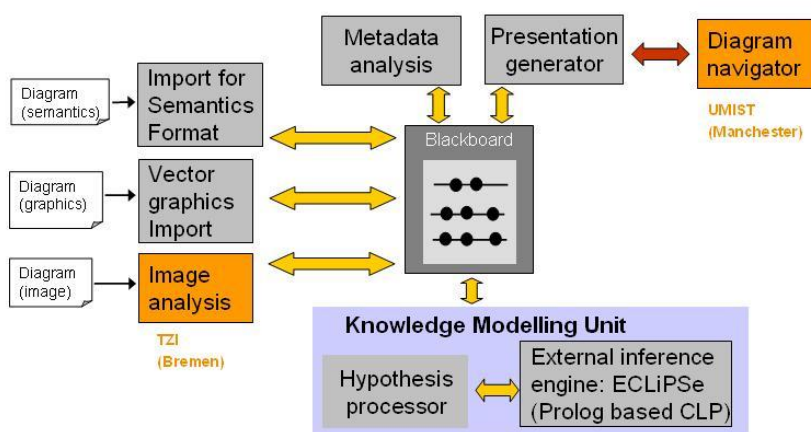 Metadata
analysis
Presentation
generator
Diagram
navigator
UMIST
(Manchester)
Diagram
(semantics)
Import for
Semantics
Format
Blackboard
Diagram
(graphics)
Vector
graphics
Import
Diagram
(image)
Image
analysis
TZI
(Bremen)
Knowledge Modelling Unit
Hypothesis
processor
External inference
engine: ECLiPSe
(Prolog based CLP)